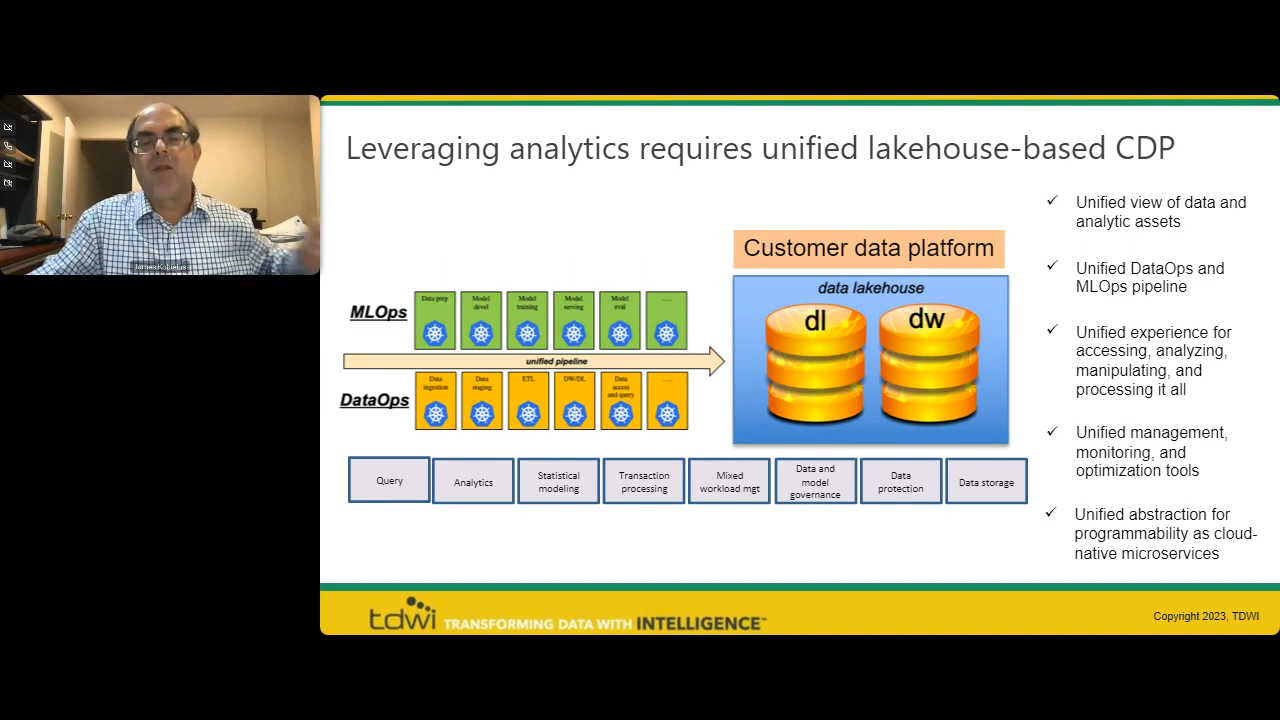 Leveraging analytics requires unified lakehouse-based CDP
James Kobielus
MLOps
Data prep
Model
devel
Model
training
Model
serving
Model
eval
......
unified pipeline
DataOps
Data
ingestion
Data
staging
ETL
DW/DL
Data
access
and query
......
Customer data platform
data lakehouse
dl
dw
Query
Analytics
Statistical
modeling
Transaction
processing
Mixed
workload mgt
Data and
model
governance
Data
protection
Data storage
✓ Unified view of data and
analytic assets
✓ Unified DataOps and
MLOps pipeline
✓ Unified experience for
accessing, analyzing,
manipulating, and
processing it all
✓ Unified management,
monitoring, and
optimization tools
✓ Unified abstraction for
programmability as cloud-
native microservices
tdwi TRANSFORMING DATA WITH INTELLIGENCE™
Copyright 2023, TDWI